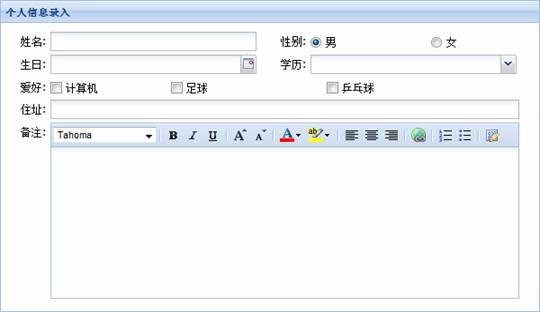 个人信息录入
姓名: 性别: 男 女
生日: 学历:
爱好: 计算机 足球 乒乓球
住址:
备注: Tahoma B I U A A A ab